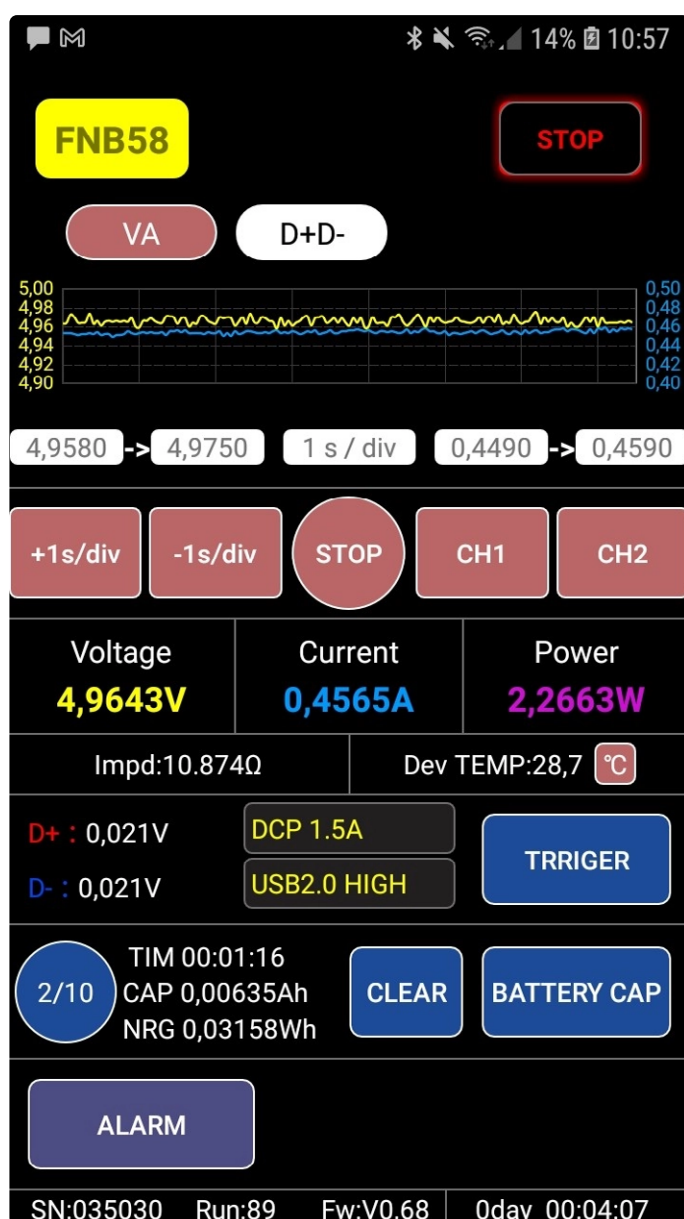 14% 10:57
FNB58 STOP
VA D+D-
5,00 0,50
4,98 0,48
4,96 0,46
4,94 0,44
4,92 0,42
4,90 0,40
4,9580 -> 4,9750 1 s / div 0,4490 -> 0,4590
+1s/div -1s/div STOP CH1 CH2
Voltage Current Power
4,9643V 0,4565A 2,2663W
Impd:10.874Ω Dev TEMP:28,7 °C
D+ : 0,021V DCP 1.5A TRRIGER
D- : 0,021V USB2.0 HIGH
TIM 00:01:16
2/10 CAP 0,00635Ah CLEAR BATTERY CAP
NRG 0,03158Wh
ALARM
SN:035030 Run:89 Fw:V0.68 0day 00:04:07